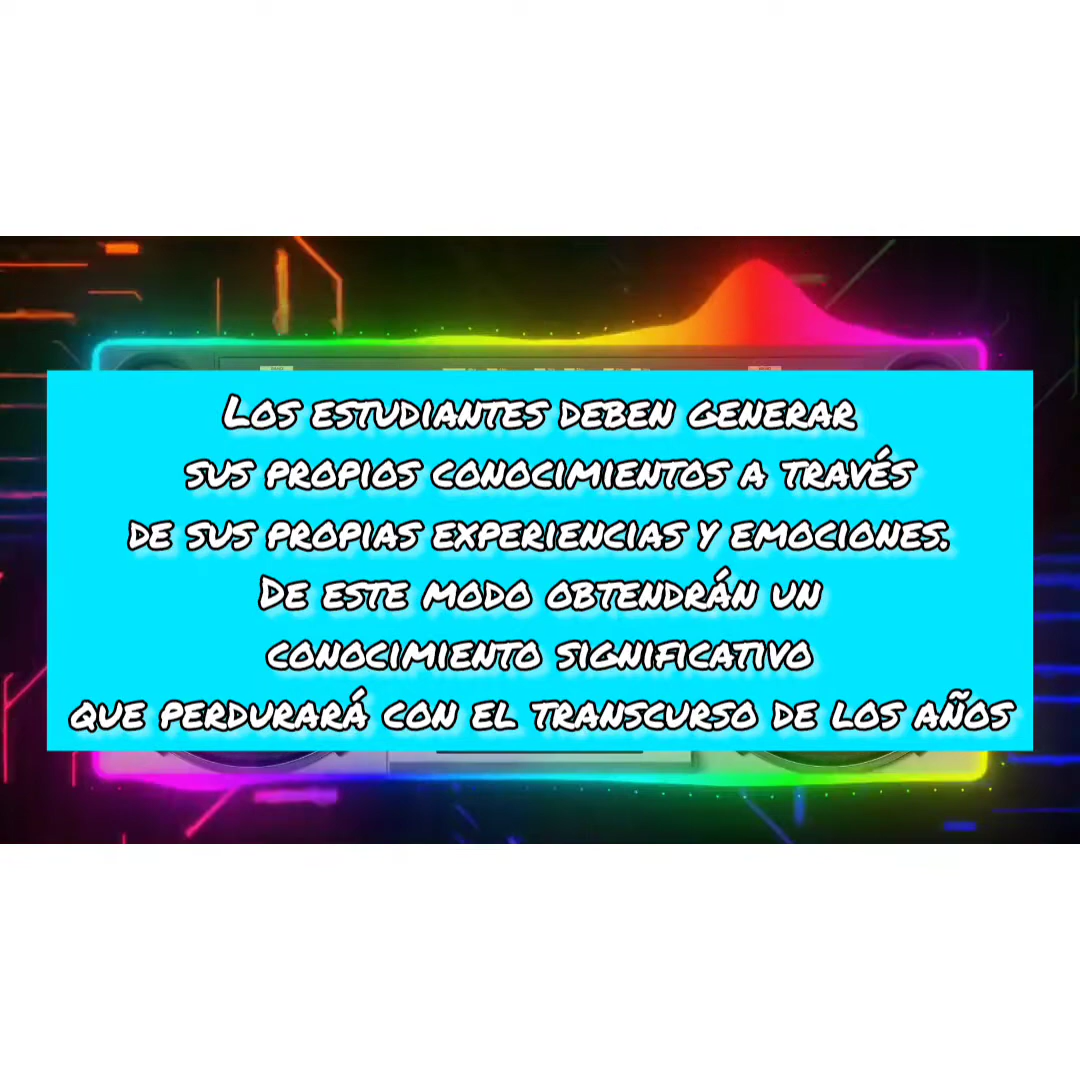 Los estudiantes deben generar
sus propios conocimientos a través
de sus propias experiencias y emociones.
De este modo obtendrán un
conocimiento significativo
que perdurará con el transcurso de los años